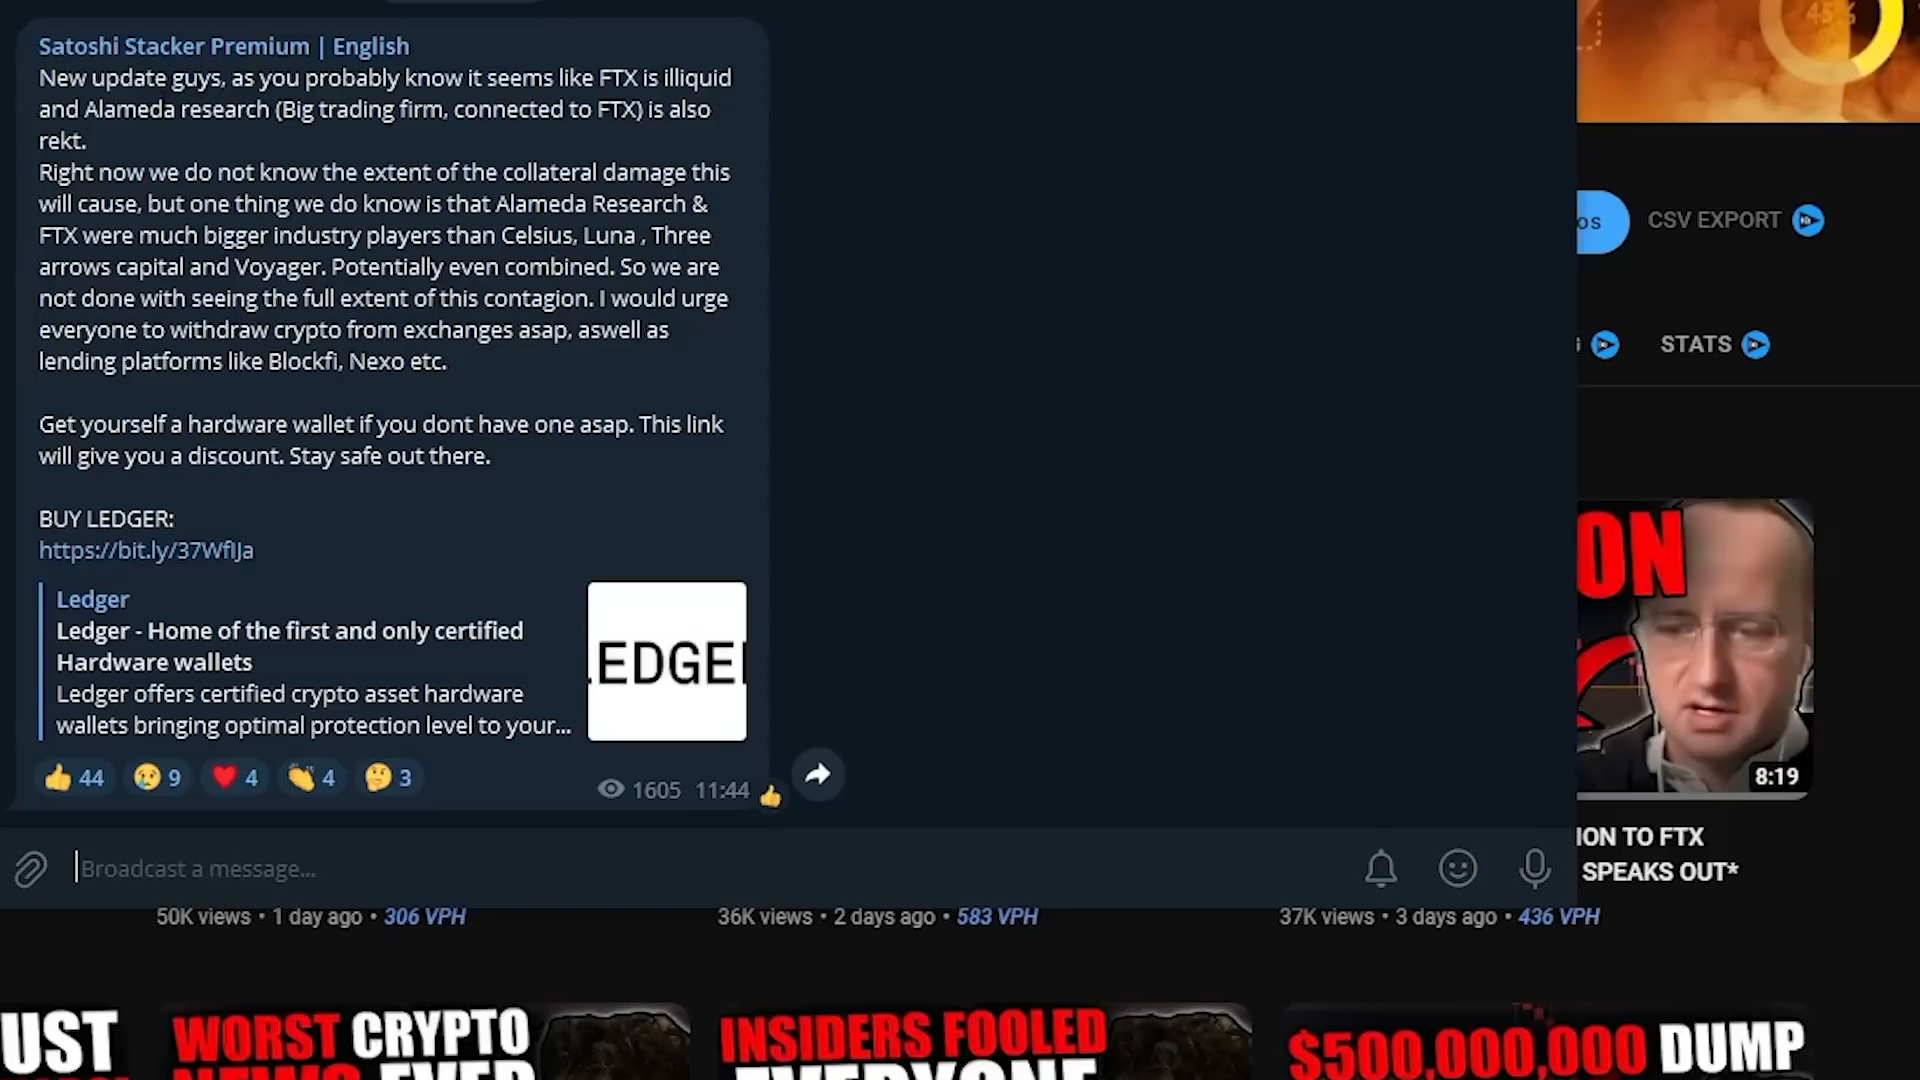 Satoshi Stacker Premium | English
New update guys, as you probably know it seems like FTX is illiquid
and Alameda research (Big trading firm, connected to FTX) is also
rekt.
Right now we do not know the extent of the collateral damage this
will cause, but one thing we do know is that Alameda Research &
FTX were much bigger industry players than Celsius, Luna , Three
arrows capital and Voyager. Potentially even combined. So we are
not done with seeing the full extent of this contagion. I would urge
everyone to withdraw crypto from exchanges asap, aswell as
lending platforms like Blockfi, Nexo etc.
Get yourself a hardware wallet if you dont have one asap. This link
will give you a discount. Stay safe out there.
BUY LEDGER:
https://bit.ly/37WflJa
Ledger
Ledger - Home of the first and only certified
Hardware wallets
Ledger offers certified crypto asset hardware
wallets bringing optimal protection level to your...
EDGE
44 9 4 4 3
1605 11:44
Broadcast a message...
45%
os CSV EXPORT
STATS
ON
8:19
ION TO FTX
SPEAKS OUT*
50K views • 1 day ago • 306 VPH
36K views • 2 days ago • 583 VPH
37K views • 3 days ago • 436 VPH
UST
WORST CRYPTO
NEWS EVER
INSIDERS FOOLED
EVERYONE
$500,000,000 DUMP